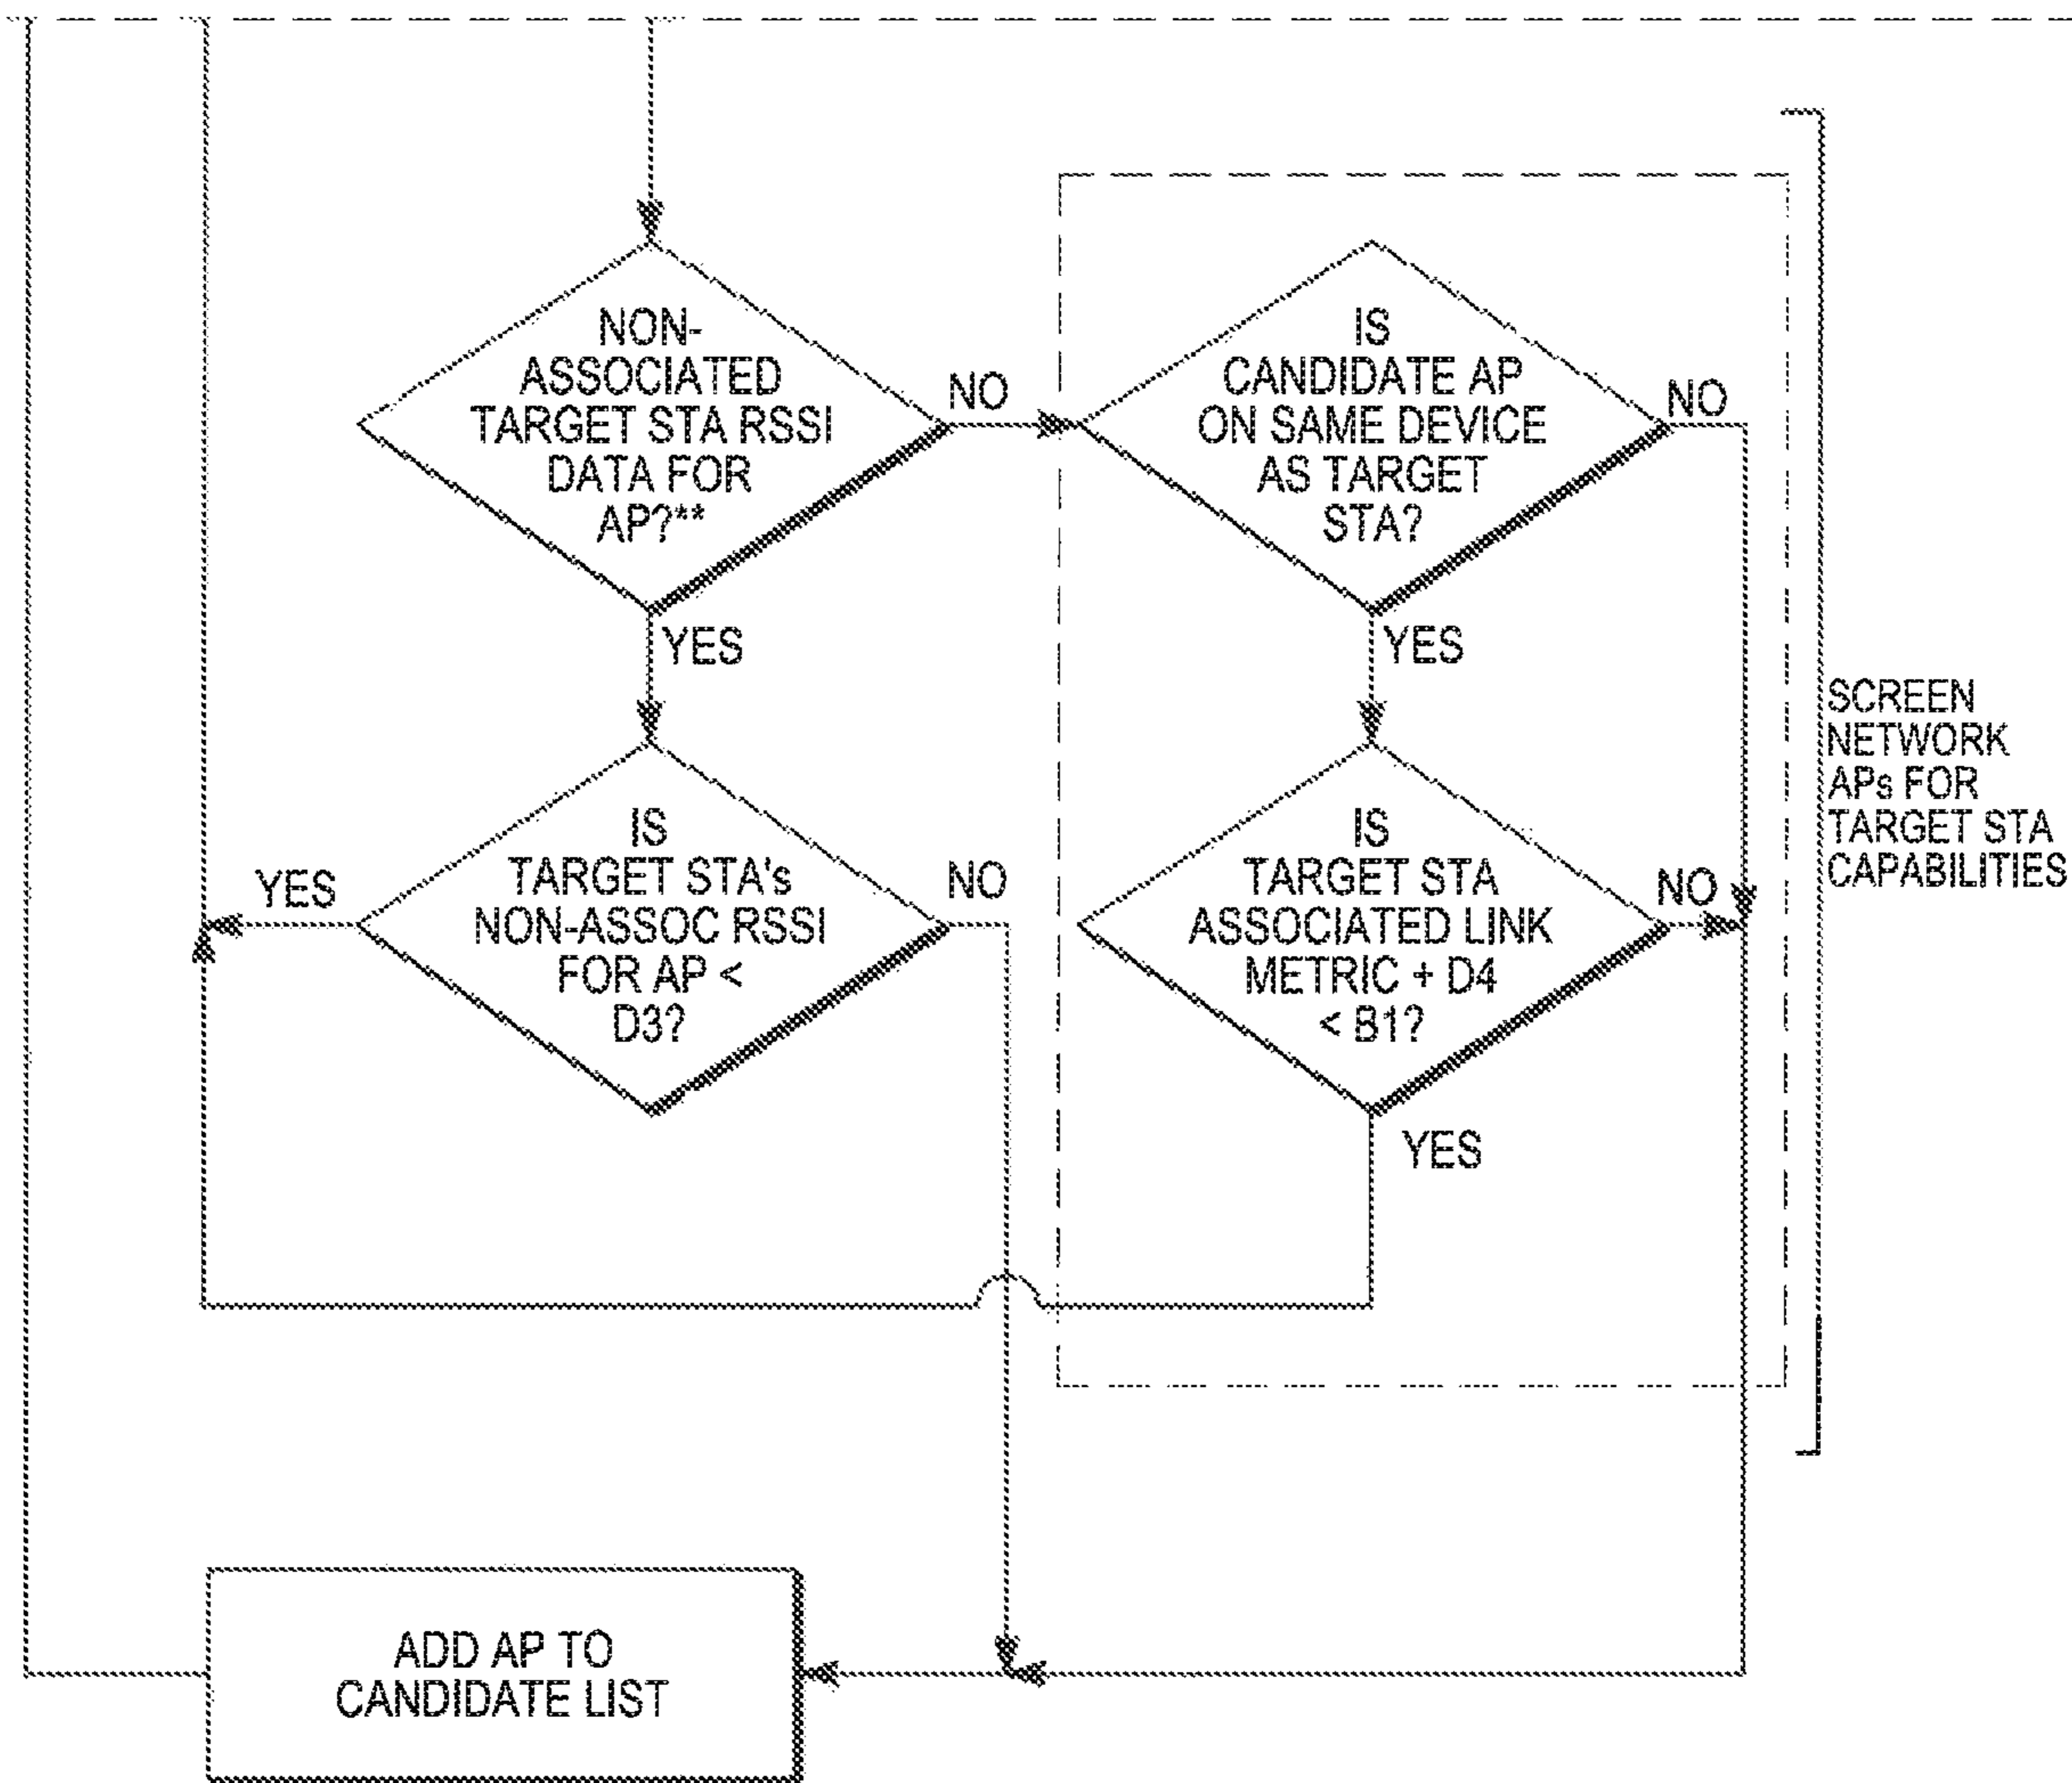 NON-
ASSOCIATED
TARGET STA RSSI
DATA FOR
AP?**
NO
YES
IS
CANDIDATE AP
ON SAME DEVICE
AS TARGET
STA?
NO
YES
IS
TARGET STA's
NON-ASSOC RSSI
FOR AP <
D3?
YES
NO
IS
TARGET STA
ASSOCIATED LINK
METRIC + D4
< B1?
NO
YES
SCREEN
NETWORK
APs FOR
TARGET STA
CAPABILITIES
ADD AP TO
CANDIDATE LIST